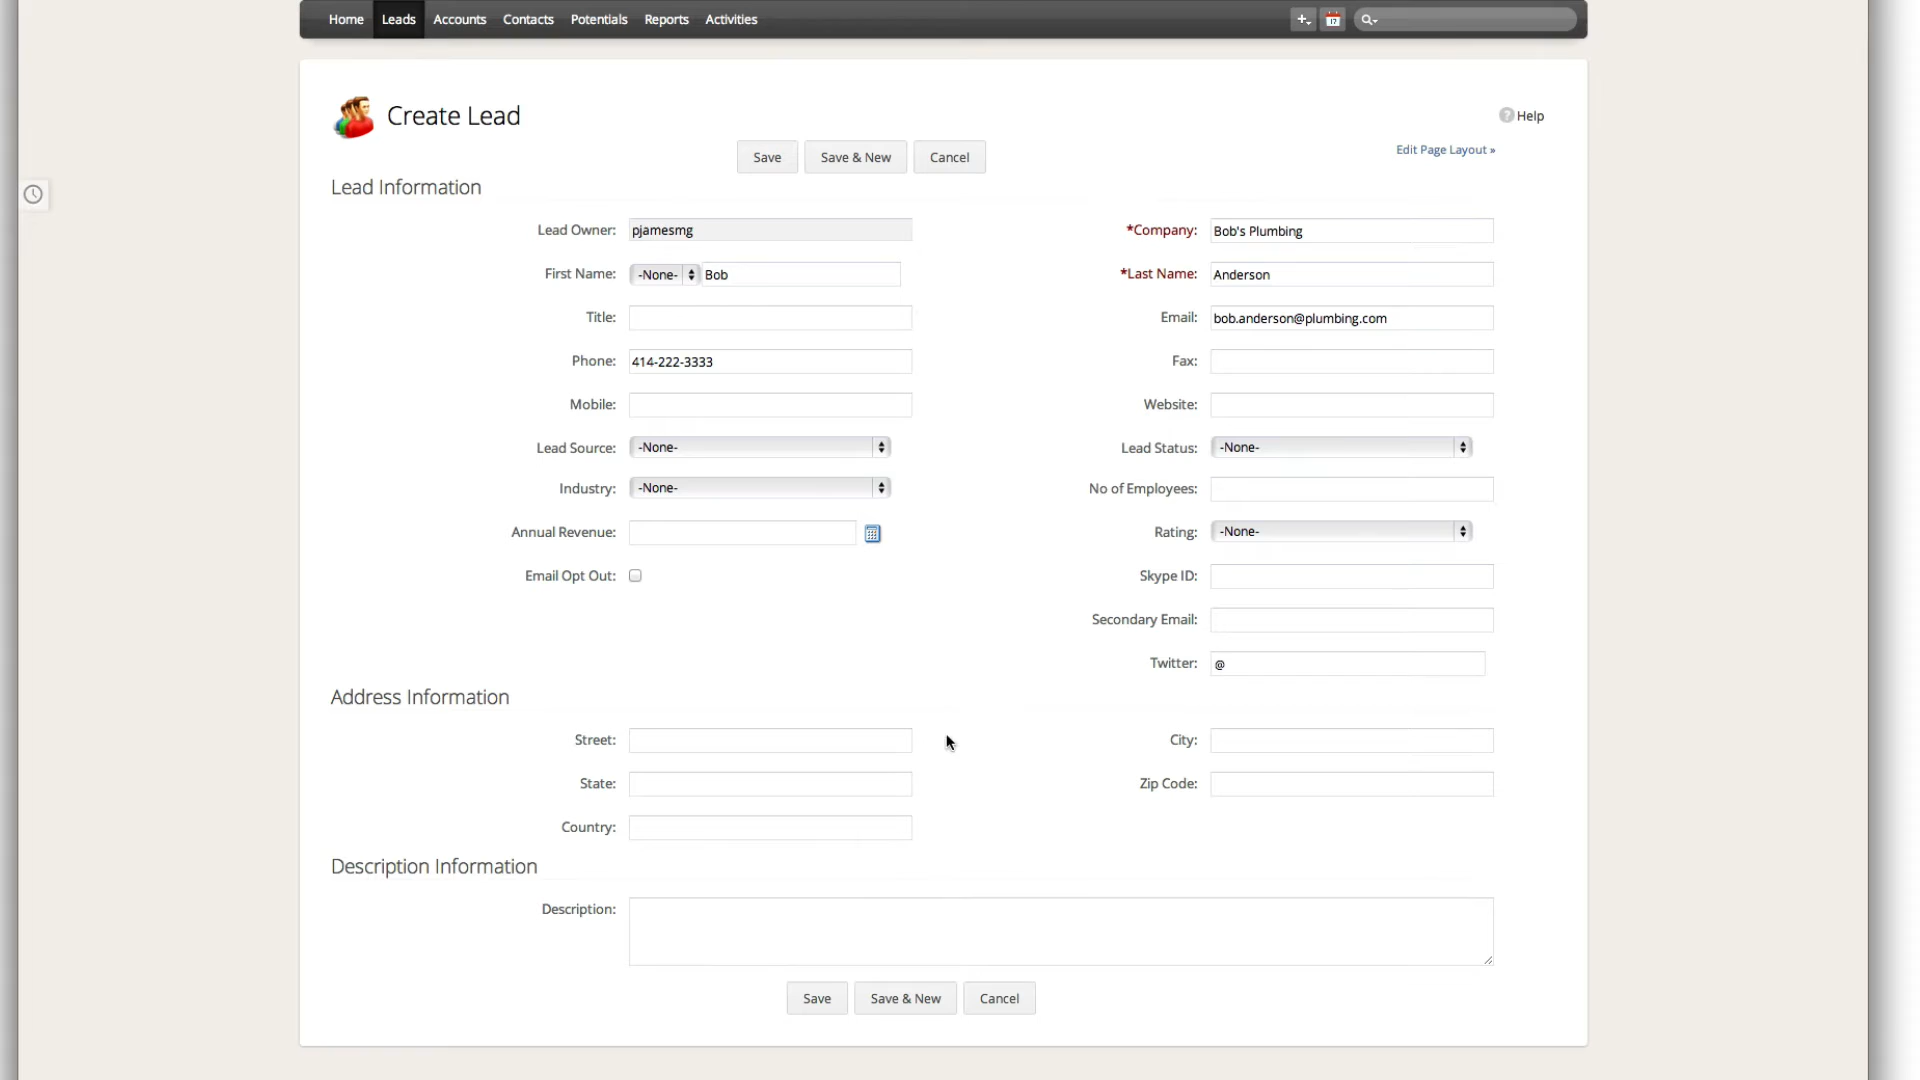 Home Leads Accounts Contacts Potentials Reports Activities
17
Create Lead
Help
Save Save & New Cancel
Edit Page Layout »
Lead Information
Lead Owner: pjamesmg
*Company: Bob's Plumbing
First Name: -None- Bob
*Last Name: Anderson
Title:
Email: bob.anderson@plumbing.com
Phone: 414-222-3333
Fax:
Mobile:
Website:
Lead Source: -None-
Lead Status: -None-
Industry: -None-
No of Employees:
Annual Revenue:
Rating: -None-
Email Opt Out:
Skype ID:
Secondary Email:
Twitter: @
Address Information
Street:
City:
State:
Zip Code:
Country:
Description Information
Description:
Save Save & New Cancel